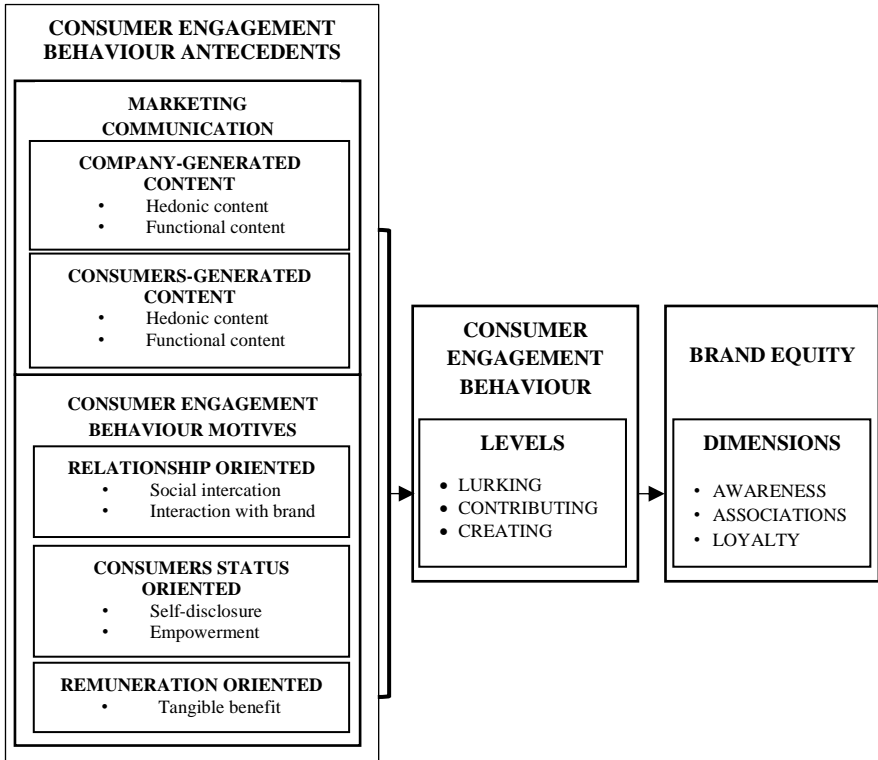 CONSUMER ENGAGEMENT
BEHAVIOUR ANTECEDENTS
MARKETING
COMMUNICATION
COMPANY-GENERATED
CONTENT
• Hedonic content
• Functional content
CONSUMERS-GENERATED
CONTENT
• Hedonic content
• Functional content
CONSUMER ENGAGEMENT
BEHAVIOUR MOTIVES
RELATIONSHIP ORIENTED
• Social intercation
• Interaction with brand
CONSUMERS STATUS
ORIENTED
• Self-disclosure
• Empowerment
REMUNERATION ORIENTED
• Tangible benefit
CONSUMER
ENGAGEMENT
BEHAVIOUR
LEVELS
• LURKING
• CONTRIBUTING
• CREATING
BRAND EQUITY
DIMENSIONS
• AWARENESS
• ASSOCIATIONS
• LOYALTY